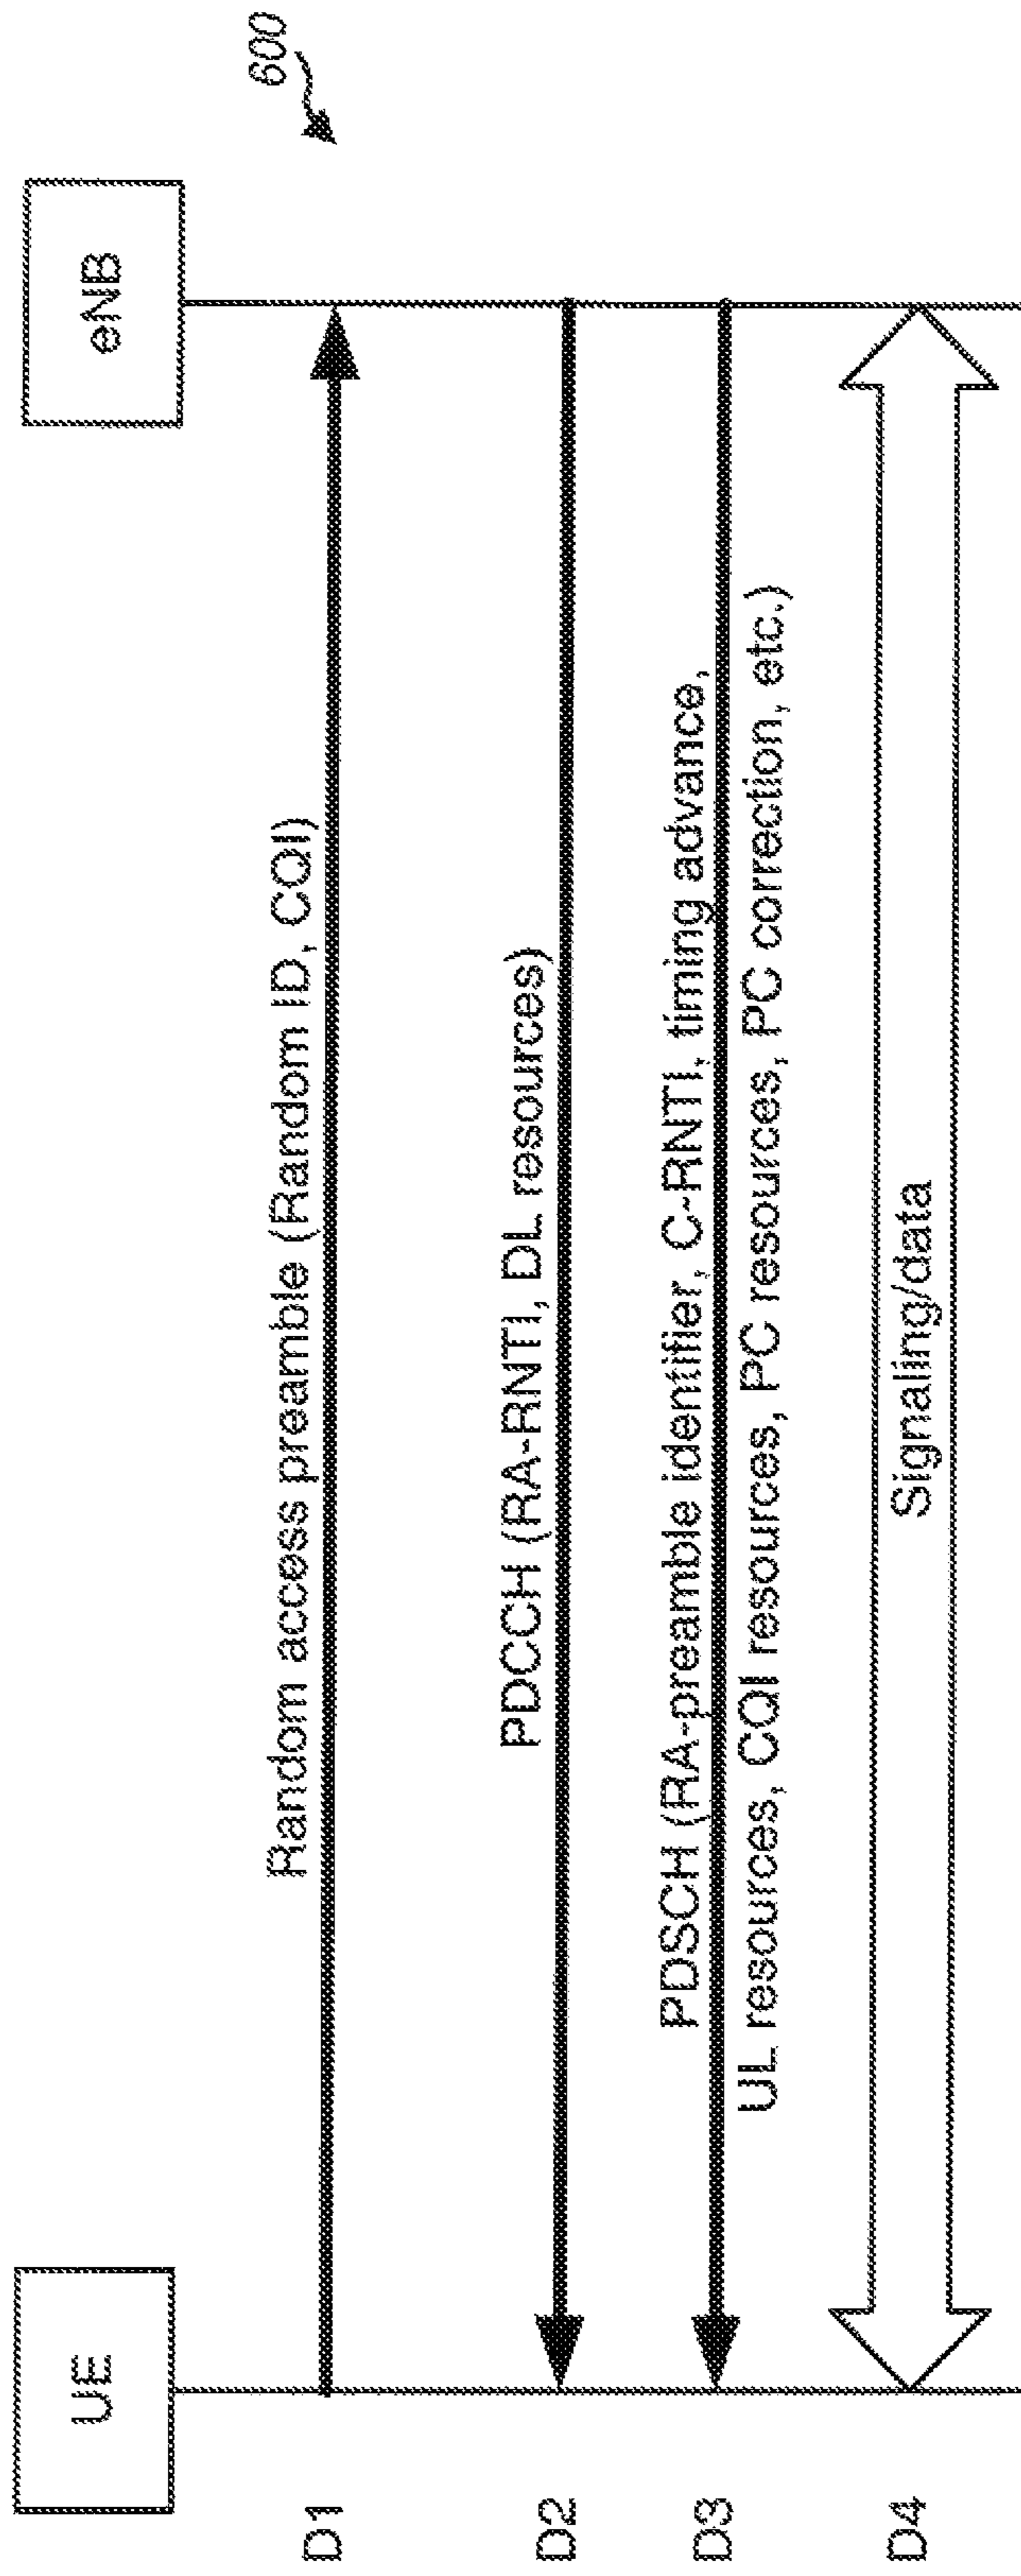 600
UE
eNB
D1
Random access preamble (Random ID, CQI)
D2
PDCCH (RA-RNTI, DL resources)
D3
PDSCH (RA-preamble identifier, C-RNTI, timing advance,
UL resources, CQI resources, PC resources, PC correction, etc.)
D4
Signaling/data